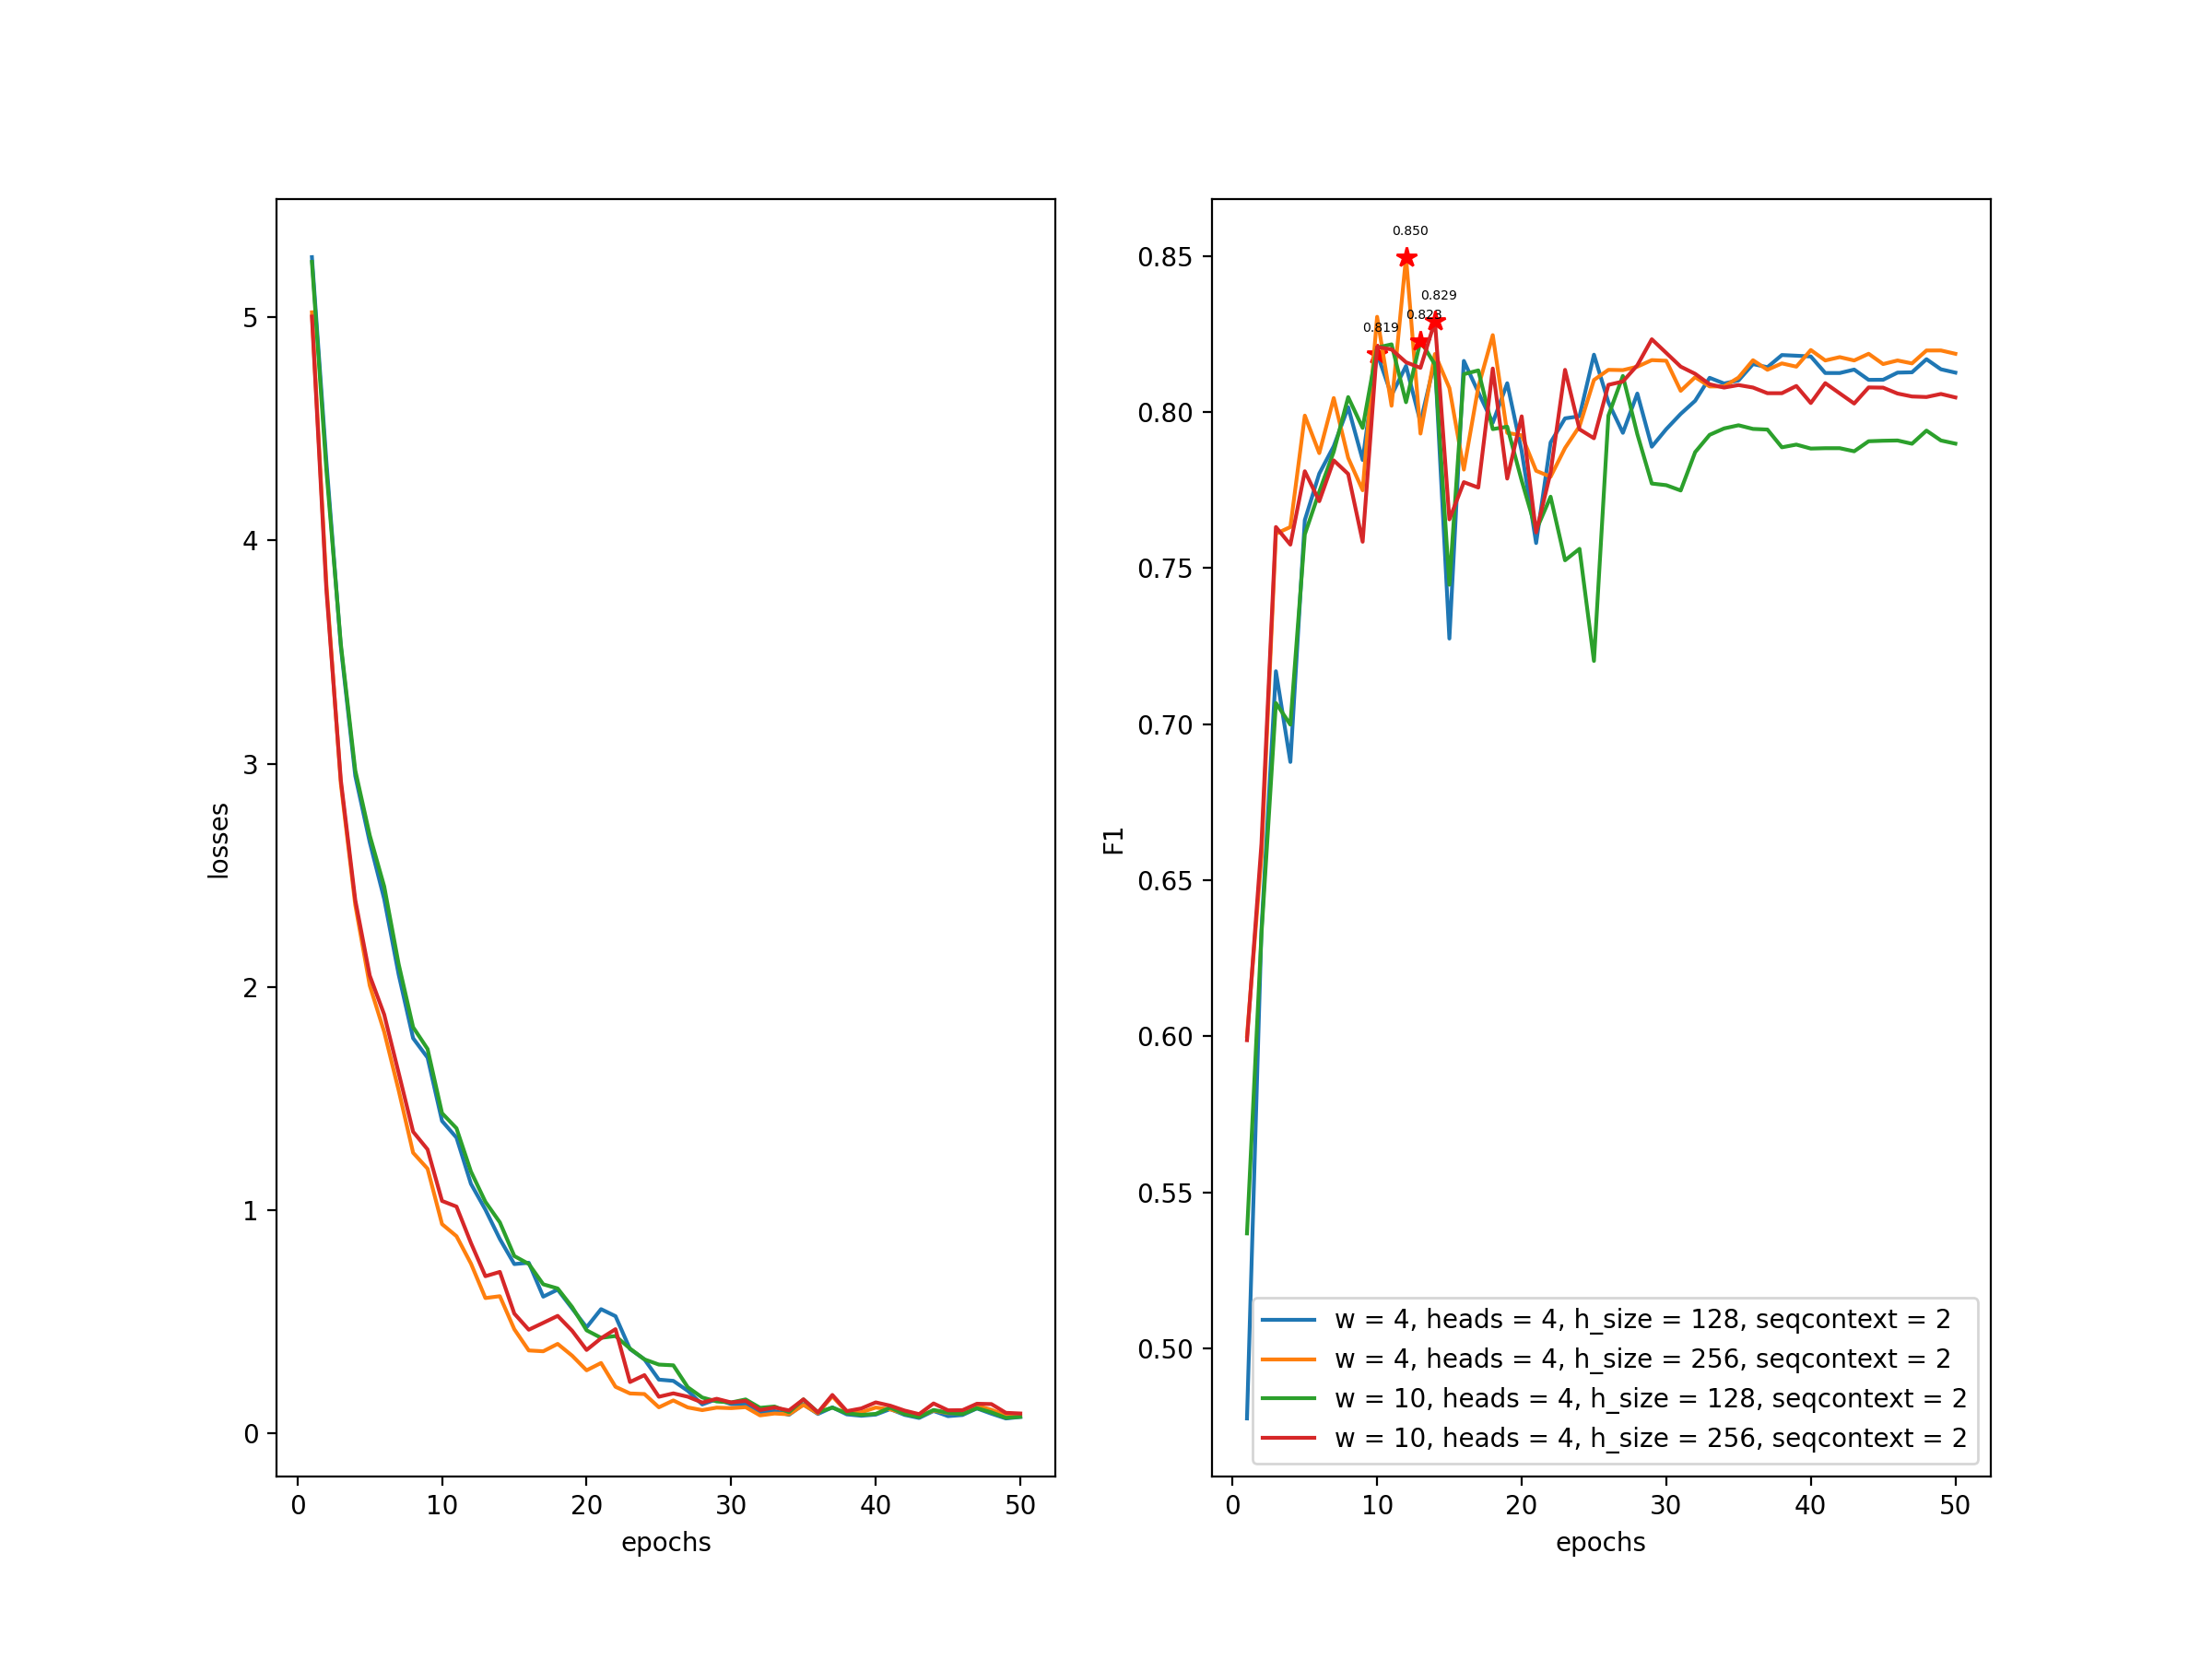 5
4
3
2
1
0
losses
0 10 20 30 40 50
epochs
0.85
0.80
0.75
0.70
0.65
0.60
0.55
0.50
F1
0.850
0.829
0.823
0.819
w = 4, heads = 4, h_size = 128, seqcontext = 2
w = 4, heads = 4, h_size = 256, seqcontext = 2
w = 10, heads = 4, h_size = 128, seqcontext = 2
w = 10, heads = 4, h_size = 256, seqcontext = 2
0 10 20 30 40 50
epochs